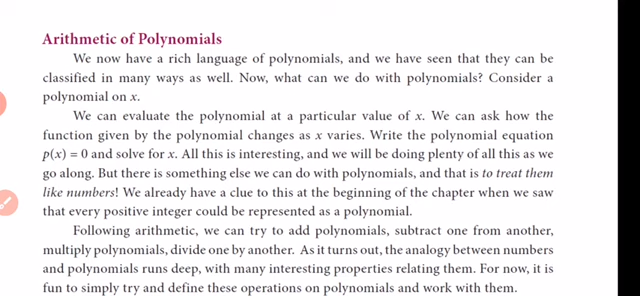 Arithmetic of Polynomials
We now have a rich language of polynomials, and we have seen that they can be
classified in many ways as well. Now, what can we do with polynomials? Consider a
polynomial on x.
We can evaluate the polynomial at a particular value of x. We can ask how the
function given by the polynomial changes as x varies. Write the polynomial equation
p(x) = 0 and solve for x. All this is interesting, and we will be doing plenty of all this as we
go along. But there is something else we can do with polynomials, and that is to treat them
like numbers! We already have a clue to this at the beginning of the chapter when we saw
that every positive integer could be represented as a polynomial.
Following arithmetic, we can try to add polynomials, subtract one from another,
multiply polynomials, divide one by another. As it turns out, the analogy between numbers
and polynomials runs deep, with many interesting properties relating them. For now, it is
fun to simply try and define these operations on polynomials and work with them.